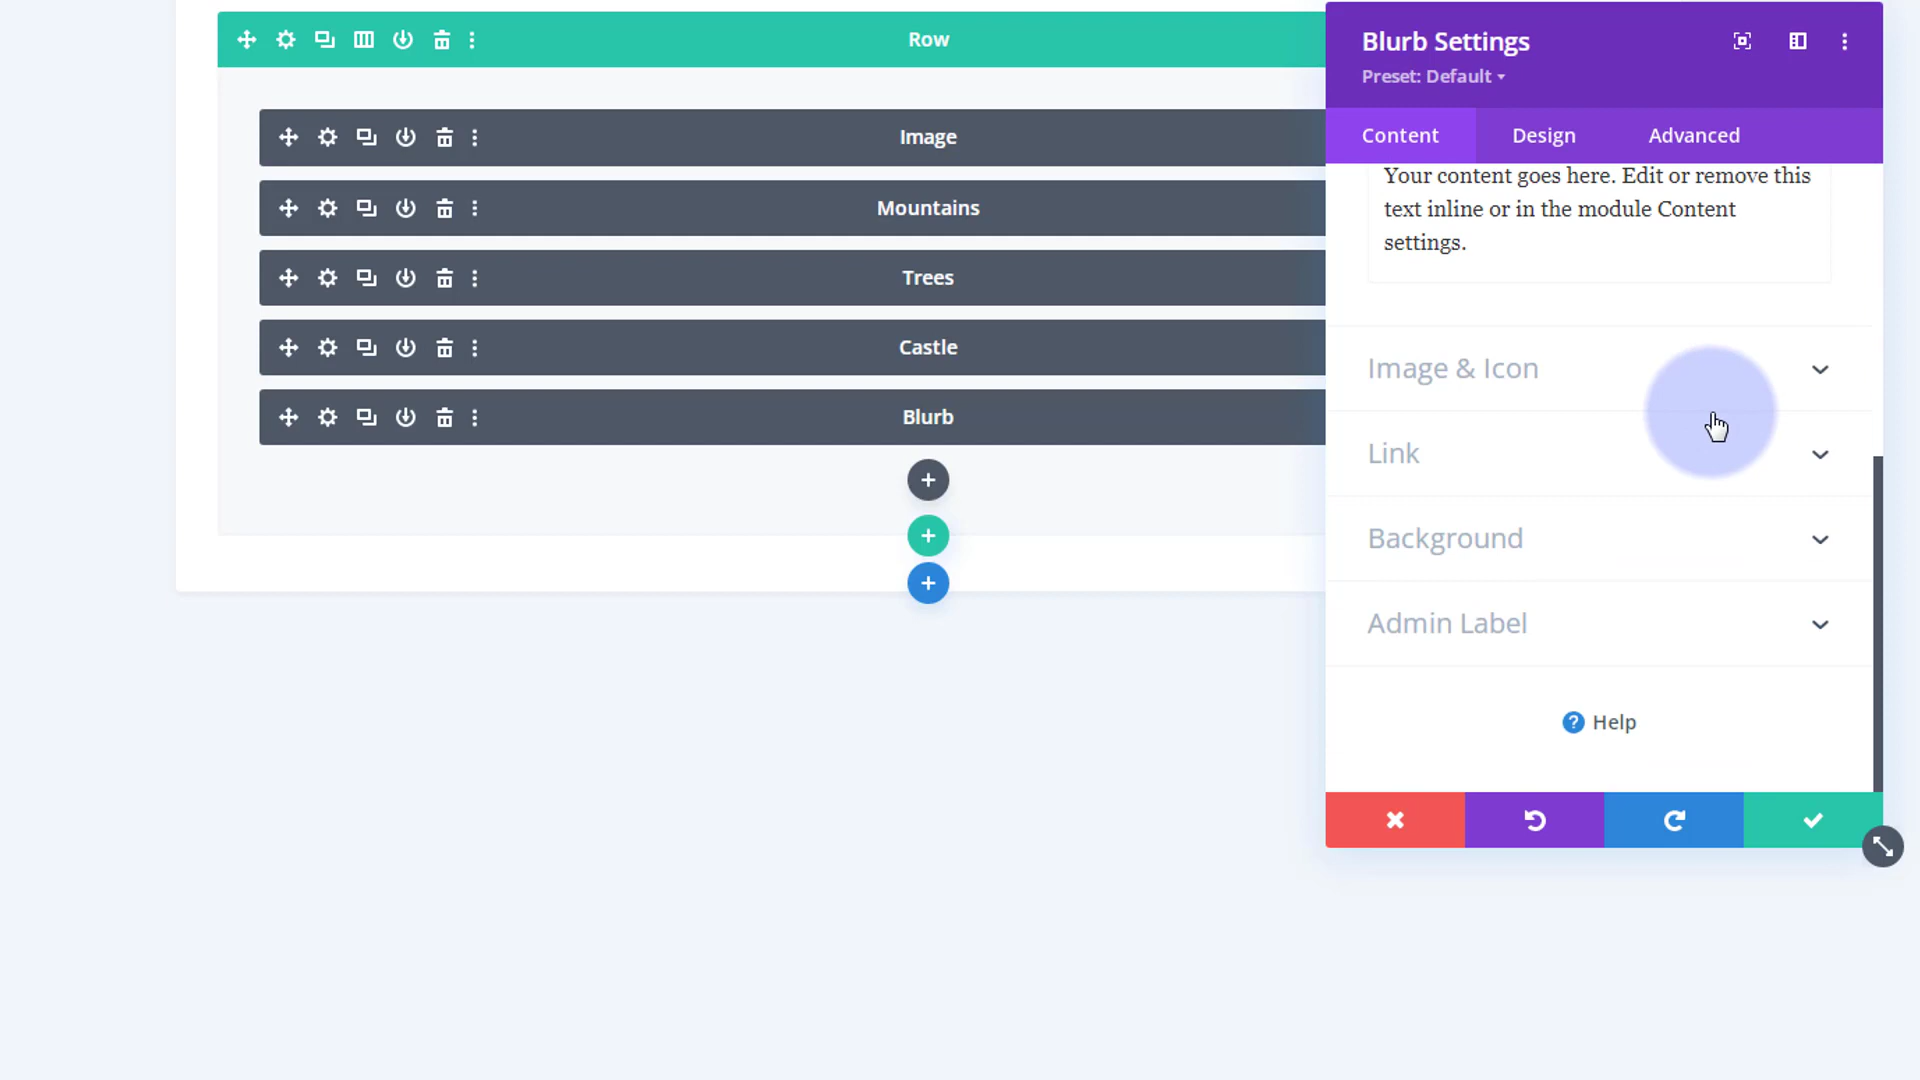 Row
Image
Mountains
Trees
Castle
Blurb
Blurb Settings
Preset: Default
Content Design Advanced
Your content goes here. Edit or remove this
text inline or in the module Content
settings.
Image & Icon
Link
Background
Admin Label
? Help